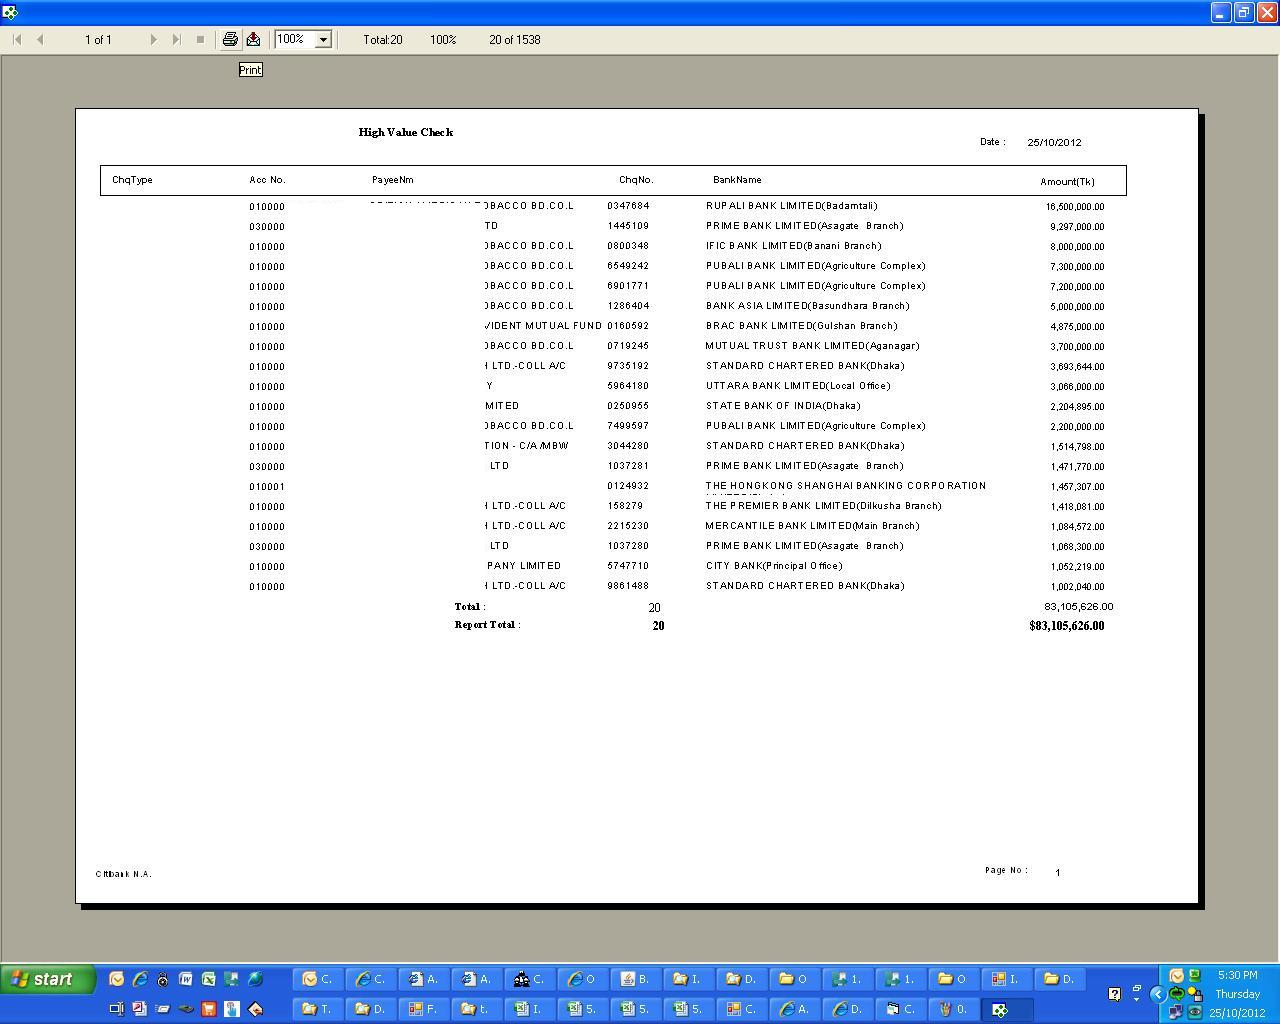 1 of 1 100% Total:20 100% 20 of 1538
Print
High Value Check
Date : 25/10/2012
ChqType Acc No. PayeeNm ChqNo. BankName Amount(Tk)
010000 OBACCO BD.CO.L 0347684 RUPALI BANK LIMITED(Badamtali) 16,500,000.00
030000 TD 1445109 PRIME BANK LIMITED(Asagate Branch) 9,297,000.00
010000 OBACCO BD.CO.L 0800348 IFIC BANK LIMITED(Banani Branch) 8,000,000.00
010000 OBACCO BD.CO.L 6549242 PUBALI BANK LIMITED(Agriculture Complex) 7,300,000.00
010000 OBACCO BD.CO.L 6901771 PUBALI BANK LIMITED(Agriculture Complex) 7,200,000.00
010000 OBACCO BD.CO.L 1286404 BANK ASIA LIMITED(Basundhara Branch) 5,000,000.00
010000 VIDENT MUTUAL FUND 0160592 BRAC BANK LIMITED(Gulshan Branch) 4,875,000.00
010000 OBACCO BD.CO.L 0719245 MUTUAL TRUST BANK LIMITED(Aganagar) 3,700,000.00
010000 LTD.-COLL A/C 9735192 STANDARD CHARTERED BANK(Dhaka) 3,693,644.00
010000 Y 5964180 UTTARA BANK LIMITED(Local Office) 3,066,000.00
010000 MITED 0250955 STATE BANK OF INDIA(Dhaka) 2,204,895.00
010000 OBACCO BD.CO.L 7499597 PUBALI BANK LIMITED(Agriculture Complex) 2,200,000.00
010000 TION - C/A /MBW 3044280 STANDARD CHARTERED BANK(Dhaka) 1,514,798.00
030000 LTD 1037281 PRIME BANK LIMITED(Asagate Branch) 1,471,770.00
010001 0124932 THE HONGKONG SHANGHAI BANKING CORPORATION 1,457,307.00
010000 LTD.-COLL A/C 158279 THE PREMIER BANK LIMITED(Dilkusha Branch) 1,418,081.00
010000 LTD.-COLL A/C 2215230 MERCANTILE BANK LIMITED(Main Branch) 1,084,572.00
030000 LTD 1037280 PRIME BANK LIMITED(Asagate Branch) 1,068,300.00
010000 PANY LIMITED 5747710 CITY BANK(Principal Office) 1,052,219.00
010000 LTD.-COLL A/C 9861488 STANDARD CHARTERED BANK(Dhaka) 1,002,040.00
Total : 20 83,105,626.00
Report Total : 20 $83,105,626.00
Citibank N.A. Page No : 1
start C. C. A. A. C. O B. I. D. O 1. 1. O I. D. 5:30 PM
Thursday
T. D. F. t. I. 5. 5. 5. C. A. D. C. 0. 25/10/2012